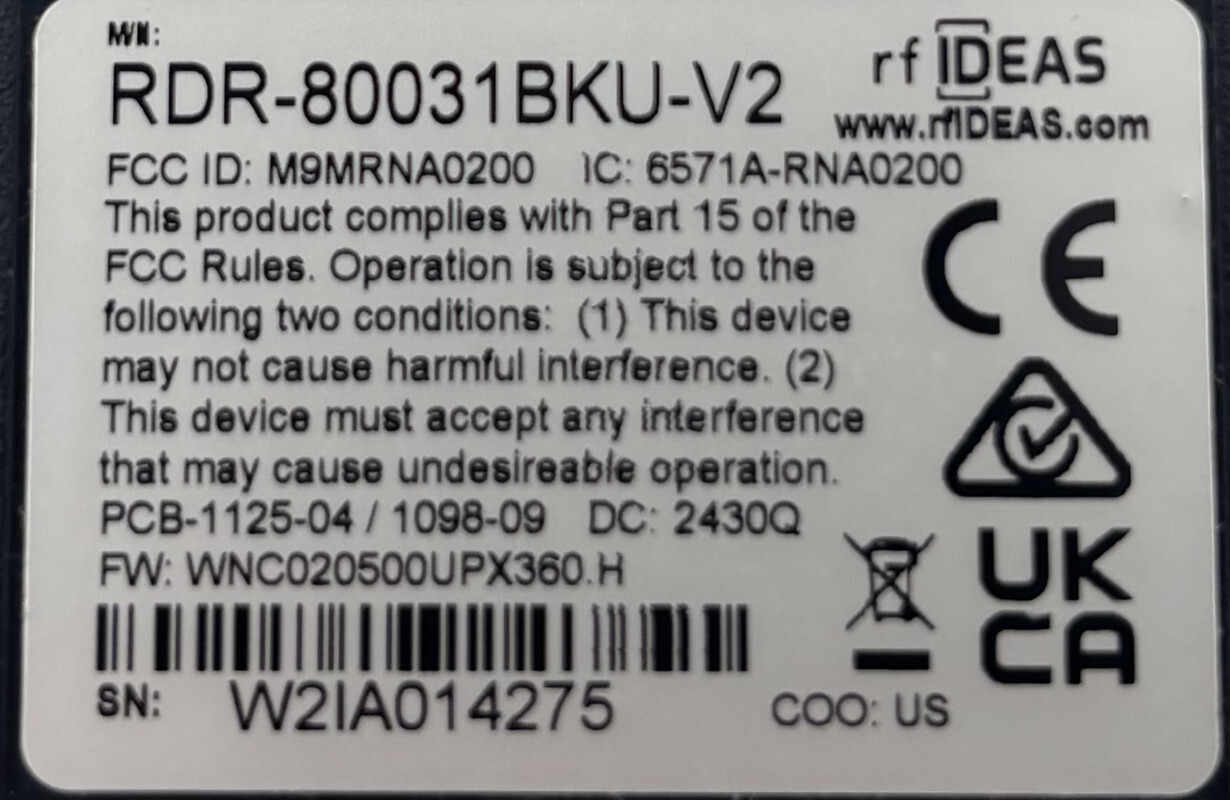 M/N:
RDR-80031BKU-V2
rf IDEAS
www.rfIDEAS.com
FCC ID: M9MRNA0200 IC: 6571A-RNA0200
This product complies with Part 15 of the
FCC Rules. Operation is subject to the
following two conditions: (1) This device
may not cause harmful interference. (2)
This device must accept any interference
that may cause undesireable operation.
PCB-1125-04 / 1098-09 DC: 2430Q
FW: WNC020500UPX360.H
SN: W2IA014275
CE
UK
CA
COO: US